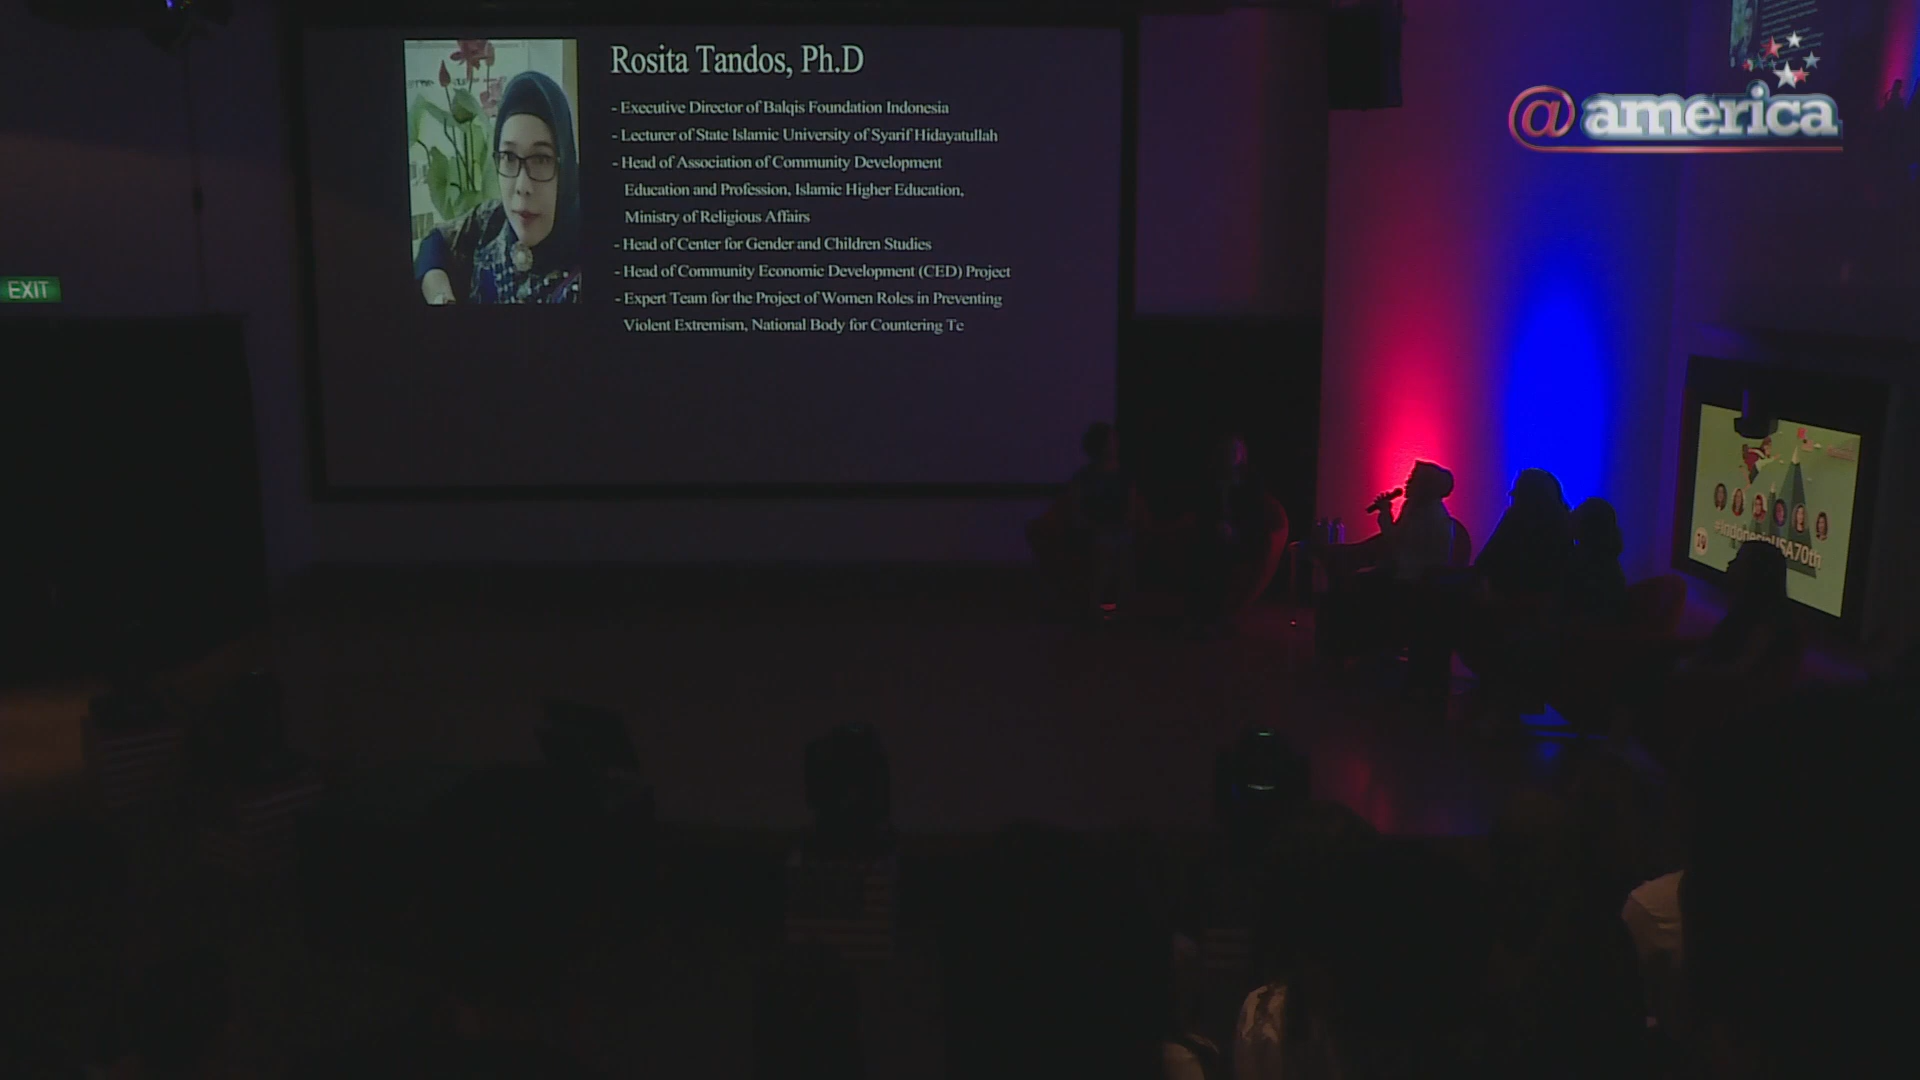 Rosita Tandos, Ph.D
- Executive Director of Balqis Foundation Indonesia
- Lecturer of State Islamic University of Syarif Hidayatullah
- Head of Association of Community Development
Education and Profession, Islamic Higher Education,
Ministry of Religious Affairs
- Head of Center for Gender and Children Studies
- Head of Community Economic Development (CED) Project
- Expert Team for the Project of Women Roles in Preventing
Violent Extremism, National Body for Countering Te
@america
EXIT
#IndonesiaUSA70th